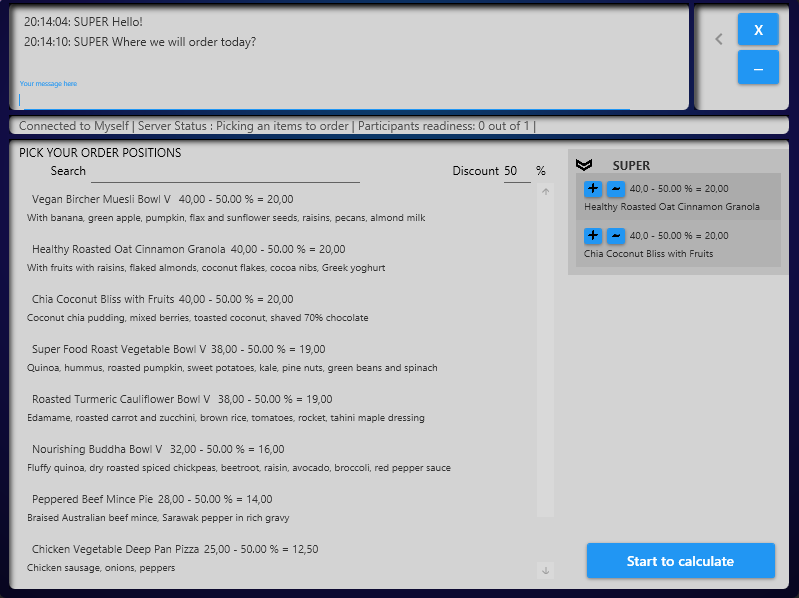 20:14:04: SUPER Hello!
20:14:10: SUPER Where we will order today?
Your message here
X
_
Connected to Myself | Server Status : Picking an items to order | Participants readiness: 0 out of 1 |
PICK YOUR ORDER POSITIONS
Search
Discount 50 %
Vegan Bircher Muesli Bowl V 40,00 - 50.00 % = 20,00
With banana, green apple, pumpkin, flax and sunflower seeds, raisins, pecans, almond milk
Healthy Roasted Oat Cinnamon Granola 40,00 - 50.00 % = 20,00
With fruits with raisins, flaked almonds, coconut flakes, cocoa nibs, Greek yoghurt
Chia Coconut Bliss with Fruits 40,00 - 50.00 % = 20,00
Coconut chia pudding, mixed berries, toasted coconut, shaved 70% chocolate
Super Food Roast Vegetable Bowl V 38,00 - 50.00 % = 19,00
Quinoa, hummus, roasted pumpkin, sweet potatoes, kale, pine nuts, green beans and spinach
Roasted Turmeric Cauliflower Bowl V 38,00 - 50.00 % = 19,00
Edamame, roasted carrot and zucchini, brown rice, tomatoes, rocket, tahini maple dressing
Nourishing Buddha Bowl V 32,00 - 50.00 % = 16,00
Fluffy quinoa, dry roasted spiced chickpeas, beetroot, raisin, avocado, broccoli, red pepper sauce
Peppered Beef Mince Pie 28,00 - 50.00 % = 14,00
Braised Australian beef mince, Sarawak pepper in rich gravy
Chicken Vegetable Deep Pan Pizza 25,00 - 50.00 % = 12,50
Chicken sausage, onions, peppers
SUPER
+ ~ 40,0 - 50.00 % = 20,00
Healthy Roasted Oat Cinnamon Granola
+ ~ 40,0 - 50.00 % = 20,00
Chia Coconut Bliss with Fruits
Start to calculate